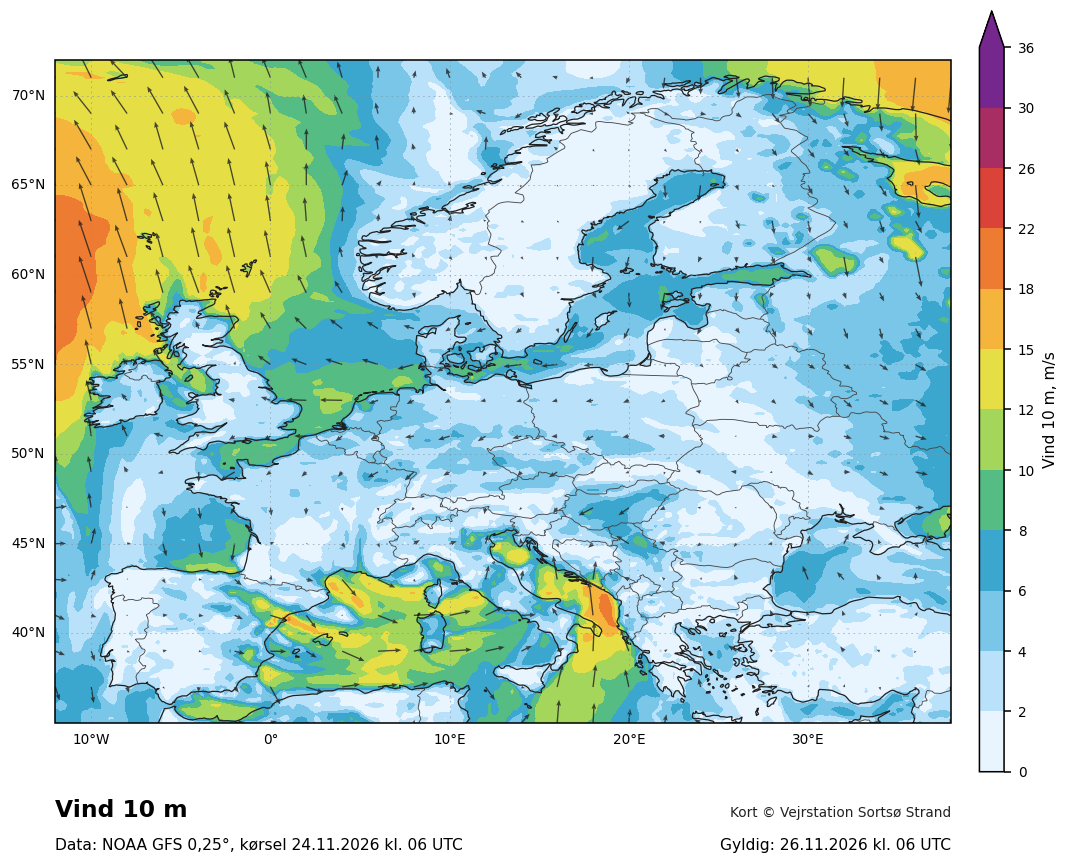 70°N
65°N
60°N
55°N
50°N
45°N
40°N
10°W
0°
10°E
20°E
30°E
36
30
26
22
18
15
12
10
8
6
4
2
0
Vind 10 m, m/s
Vind 10 m
Kort © Vejrstation Sortsø Strand
Data: NOAA GFS 0,25°, kørsel 24.11.2026 kl. 06 UTC
Gyldig: 26.11.2026 kl. 06 UTC